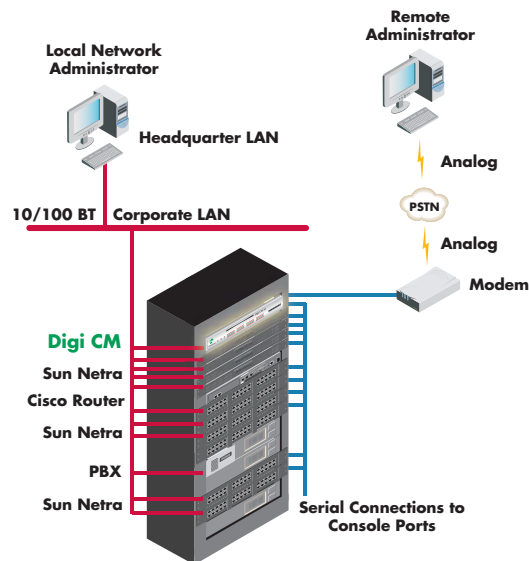 Remote
Administrator
Local Network
Administrator
Headquarter LAN
Analog
PSTN
10/100 BT
Corporate LAN
Analog
Modem
Digi CM
Sun Netra
Cisco Router
Sun Netra
PBX
Sun Netra
Serial Connections to
Console Ports